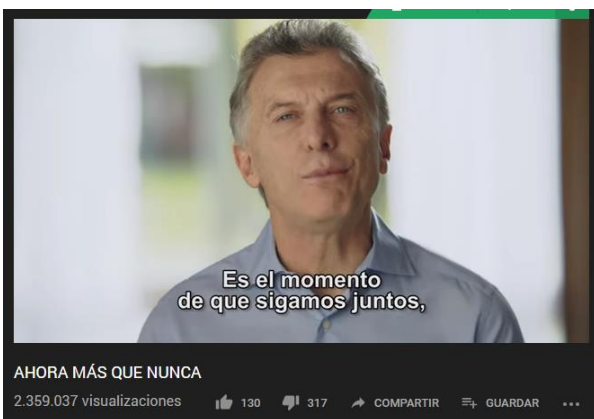 Es el momento
de que sigamos juntos,
AHORA MÁS QUE NUNCA
2.359.037 visualizaciones 130 317 COMPARTIR GUARDAR